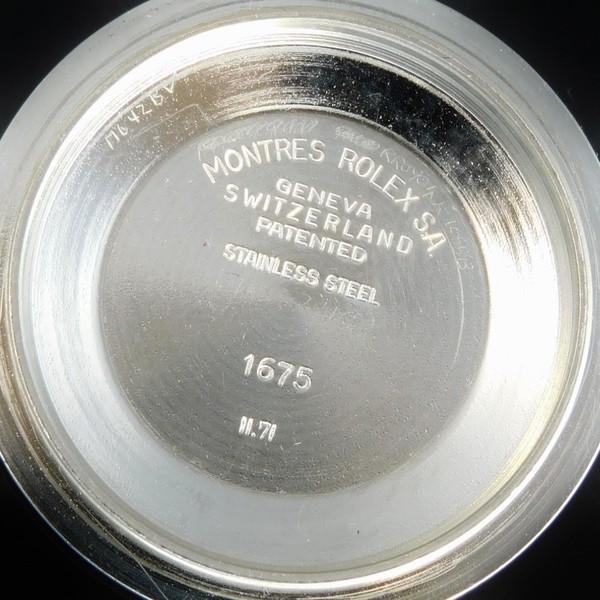 MONTRES ROLEX S.A.
GENEVA
SWITZERLAND
PATENTED
STAINLESS STEEL
1675
II.71